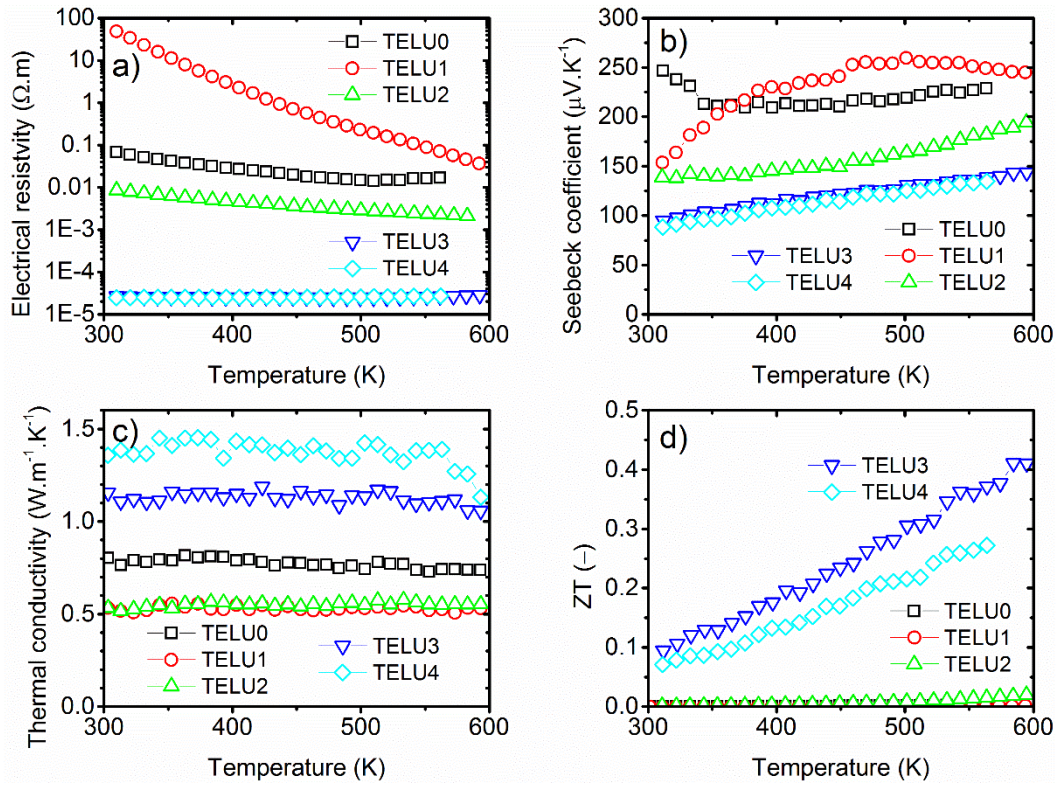 a)
Electrical resistvity (Ω.m)
100
10
1
0.1
0.01
1E-3
1E-4
1E-5
TELU0
TELU1
TELU2
TELU3
TELU4
300 400 500 600
Temperature (K)
b)
Seebeck coefficient (μV.K⁻¹)
300
250
200
150
100
50
0
TELU3
TELU4
TELU0
TELU1
TELU2
300 400 500 600
Temperature (K)
c)
Thermal conductivity (W.m⁻¹.K⁻¹)
1.5
1.0
0.5
0.0
TELU0
TELU1
TELU2
TELU3
TELU4
300 400 500 600
Temperature (K)
d)
ZT (–)
0.5
0.4
0.3
0.2
0.1
0.0
TELU3
TELU4
TELU0
TELU1
TELU2
300 400 500 600
Temperature (K)